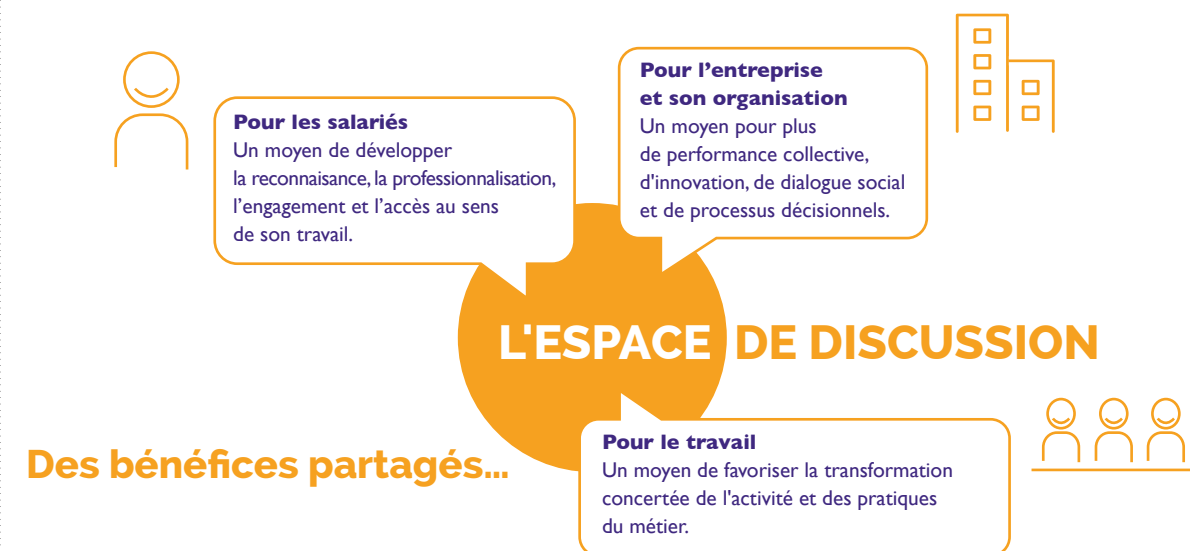 Pour les salariés
Un moyen de développer
la reconnaisance, la professionnalisation,
l’engagement et l’accès au sens
de son travail.
Pour l’entreprise
et son organisation
Un moyen pour plus
de performance collective,
d'innovation, de dialogue social
et de processus décisionnels.
L'ESPACE DE DISCUSSION
Des bénéfices partagés...
Pour le travail
Un moyen de favoriser la transformation
concertée de l'activité et des pratiques
du métier.